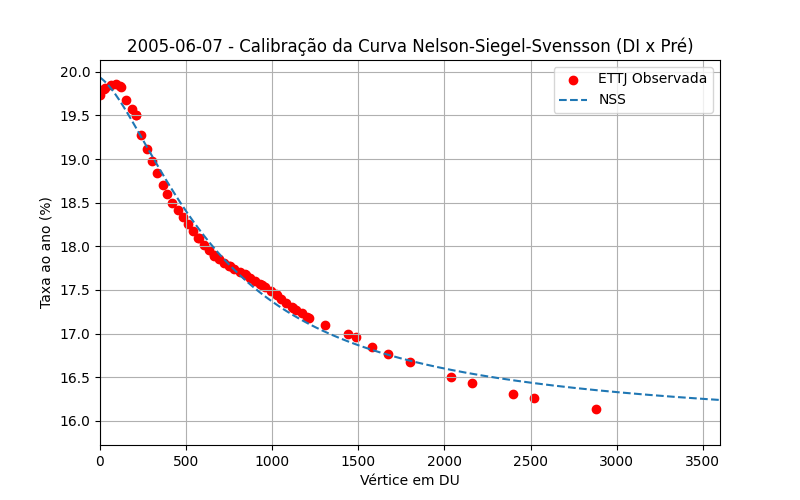 2005-06-07 - Calibração da Curva Nelson-Siegel-Svensson (DI x Pré)
ETTJ Observada
NSS
Taxa ao ano (%)
20.0
19.5
19.0
18.5
18.0
17.5
17.0
16.5
16.0
0 500 1000 1500 2000 2500 3000 3500
Vértice em DU